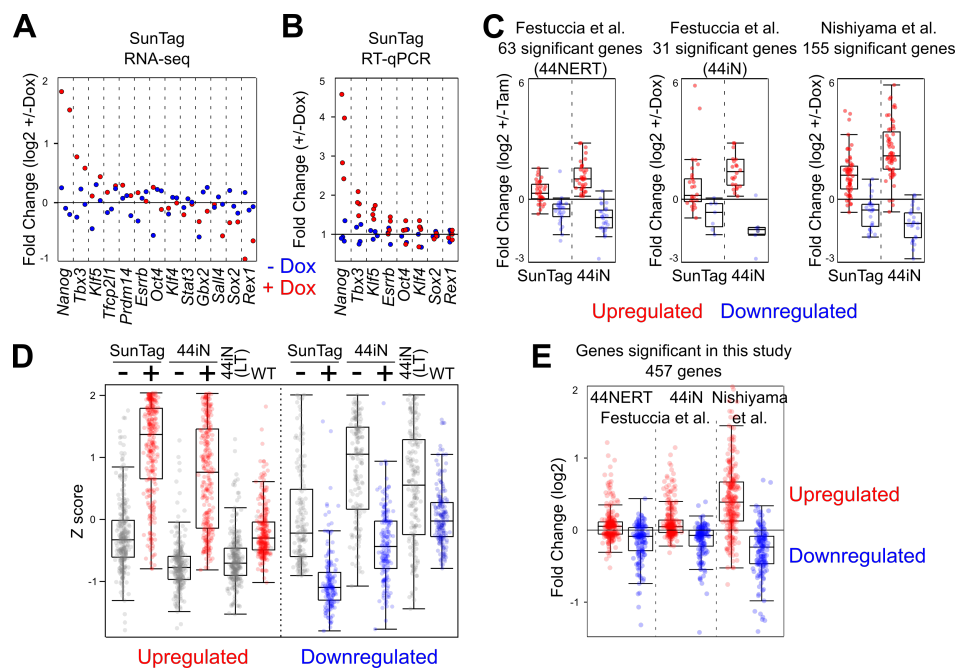 A
SunTag
RNA-seq
Fold Change (log2 +/-Dox)
2
1
0
-1
Nanog
Tbx3
Klf5
Tfcp2l1
Prdm14
Esrrb
Oct4
Klf4
Stat3
Gbx2
Sall4
Sox2
Rex1
B
SunTag
RT-qPCR
Fold Change (+/-Dox)
5
4
3
2
1
Nanog
Tbx3
Klf5
Esrrb
Oct4
Klf4
Sox2
Rex1
- Dox
+ Dox
C
Festuccia et al.
63 significant genes
(44NERT)
Fold Change (log2 +/-Tam)
6
0
-3
SunTag 44iN
Festuccia et al.
31 significant genes
(44iN)
Fold Change (log2 +/-Dox)
6
0
-3
SunTag 44iN
Nishiyama et al.
155 significant genes
Fold Change (log2 +/-Dox)
6
0
-3
SunTag 44iN
Upregulated
Downregulated
D
SunTag
44iN
44iN
(LT)
WT
SunTag
44iN
44iN
(LT)
WT
- + - +
- + - +
Z score
2
1
0
-1
Upregulated
Downregulated
E
Genes significant in this study
457 genes
44NERT
44iN
Nishiyama
Festuccia et al.
et al.
Fold Change (log2)
2
1
0
-1
Upregulated
Downregulated